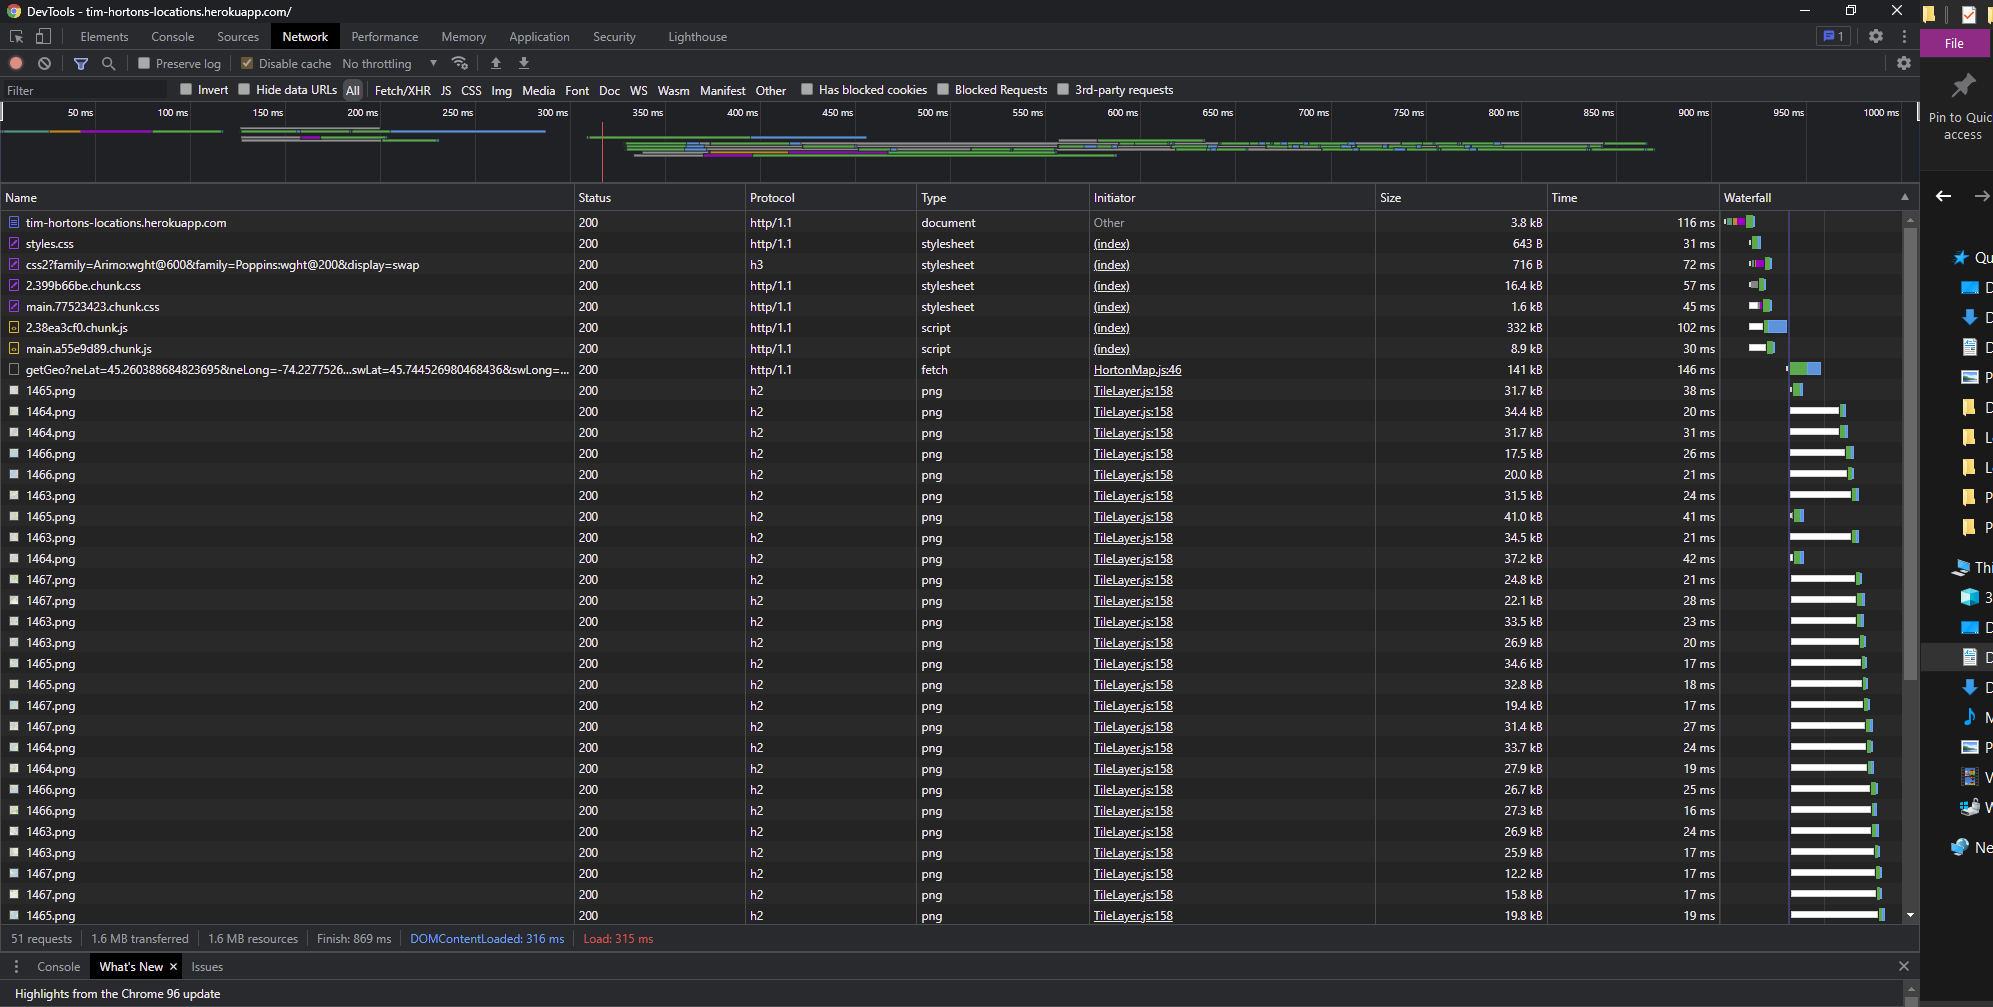 DevTools - tim-hortons-locations.herokuapp.com/
Elements Console Sources Network Performance Memory Application Security Lighthouse 1
File
Preserve log Disable cache No throttling
Filter Invert Hide data URLs All Fetch/XHR JS CSS Img Media Font Doc WS Wasm Manifest Other Has blocked cookies Blocked Requests 3rd-party requests
50 ms 100 ms 150 ms 200 ms 250 ms 300 ms 350 ms 400 ms 450 ms 500 ms 550 ms 600 ms 650 ms 700 ms 750 ms 800 ms 850 ms 900 ms 950 ms 1000 ms
Pin to Quic
access
Name Status Protocol Type Initiator Size Time Waterfall
tim-hortons-locations.herokuapp.com 200 http/1.1 document Other 3.8 kB 116 ms
styles.css 200 http/1.1 stylesheet (index) 643 B 31 ms
css2?family=Arimo:wght@600&family=Poppins:wght@200&display=swap 200 h3 stylesheet (index) 716 B 72 ms
2.399b66be.chunk.css 200 http/1.1 stylesheet (index) 16.4 kB 57 ms
main.77523423.chunk.css 200 http/1.1 stylesheet (index) 1.6 kB 45 ms
2.38ea3cf0.chunk.js 200 http/1.1 script (index) 332 kB 102 ms
main.a55e9d89.chunk.js 200 http/1.1 script (index) 8.9 kB 30 ms
getGeo?neLat=45.260388684823695&neLong=-74.2277526...swLat=45.744526980468436&swLong=... 200 http/1.1 fetch HortonMap.js:46 141 kB 146 ms
1465.png 200 h2 png TileLayer.js:158 31.7 kB 38 ms
1464.png 200 h2 png TileLayer.js:158 34.4 kB 20 ms
1464.png 200 h2 png TileLayer.js:158 31.7 kB 31 ms
1466.png 200 h2 png TileLayer.js:158 17.5 kB 26 ms
1466.png 200 h2 png TileLayer.js:158 20.0 kB 21 ms
1463.png 200 h2 png TileLayer.js:158 31.5 kB 24 ms
1465.png 200 h2 png TileLayer.js:158 41.0 kB 41 ms
1463.png 200 h2 png TileLayer.js:158 34.5 kB 21 ms
1464.png 200 h2 png TileLayer.js:158 37.2 kB 42 ms
1467.png 200 h2 png TileLayer.js:158 24.8 kB 21 ms
1467.png 200 h2 png TileLayer.js:158 22.1 kB 28 ms
1463.png 200 h2 png TileLayer.js:158 33.5 kB 23 ms
1463.png 200 h2 png TileLayer.js:158 26.9 kB 20 ms
1465.png 200 h2 png TileLayer.js:158 34.6 kB 17 ms
1465.png 200 h2 png TileLayer.js:158 32.8 kB 18 ms
1467.png 200 h2 png TileLayer.js:158 19.4 kB 17 ms
1467.png 200 h2 png TileLayer.js:158 31.4 kB 27 ms
1464.png 200 h2 png TileLayer.js:158 33.7 kB 24 ms
1464.png 200 h2 png TileLayer.js:158 27.9 kB 19 ms
1466.png 200 h2 png TileLayer.js:158 26.7 kB 25 ms
1466.png 200 h2 png TileLayer.js:158 27.3 kB 16 ms
1463.png 200 h2 png TileLayer.js:158 26.9 kB 24 ms
1463.png 200 h2 png TileLayer.js:158 25.9 kB 17 ms
1467.png 200 h2 png TileLayer.js:158 12.2 kB 17 ms
1467.png 200 h2 png TileLayer.js:158 15.8 kB 17 ms
1465.png 200 h2 png TileLayer.js:158 19.8 kB 19 ms
Qu
D
D
D
P
D
L
L
P
P
Thi
3
D
D
D
M
P
V
W
Ne
51 requests 1.6 MB transferred 1.6 MB resources Finish: 869 ms DOMContentLoaded: 316 ms Load: 315 ms
Console What's New Issues
Highlights from the Chrome 96 update